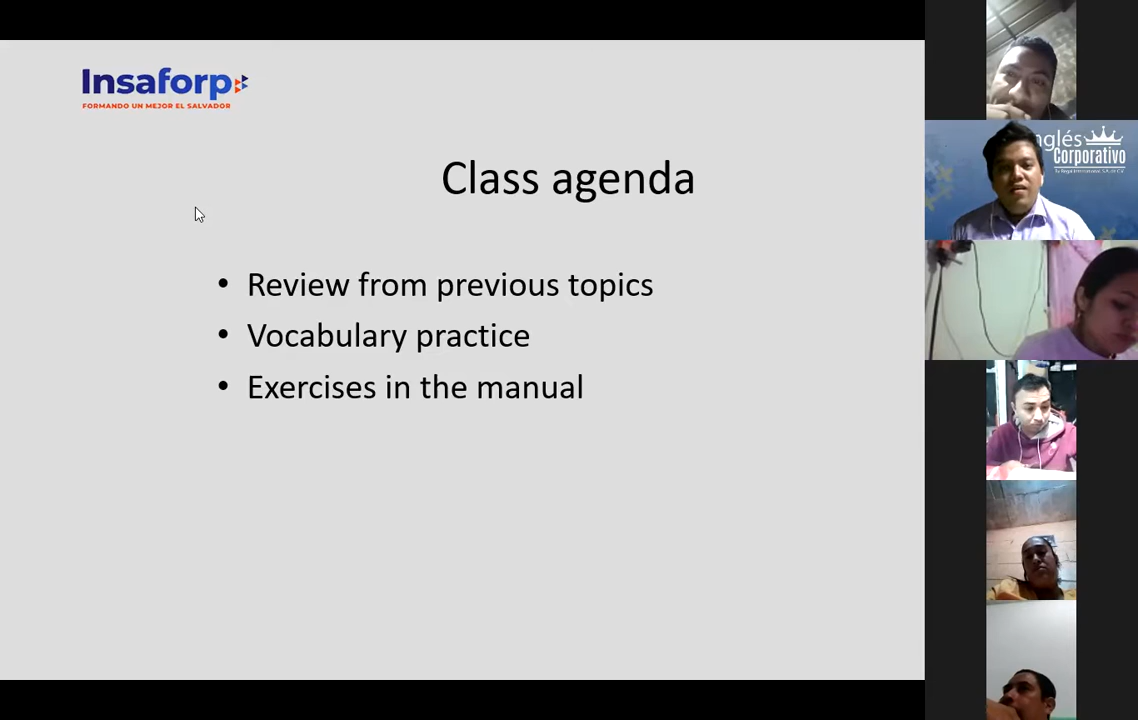 Insaforp
FORMANDO UN MEJOR EL SALVADOR
Class agenda
• Review from previous topics
• Vocabulary practice
• Exercises in the manual
nglés
Corporativo